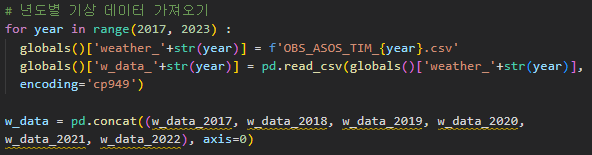 # 년도별 기상 데이터 가져오기
for year in range(2017, 2023) :
  globals()['weather_'+str(year)] = f'OBS_ASOS_TIM_{year}.csv'
  globals()['w_data_'+str(year)] = pd.read_csv(globals()['weather_'+str(year)],
  encoding='cp949')

w_data = pd.concat((w_data_2017, w_data_2018, w_data_2019, w_data_2020,
w_data_2021, w_data_2022), axis=0)